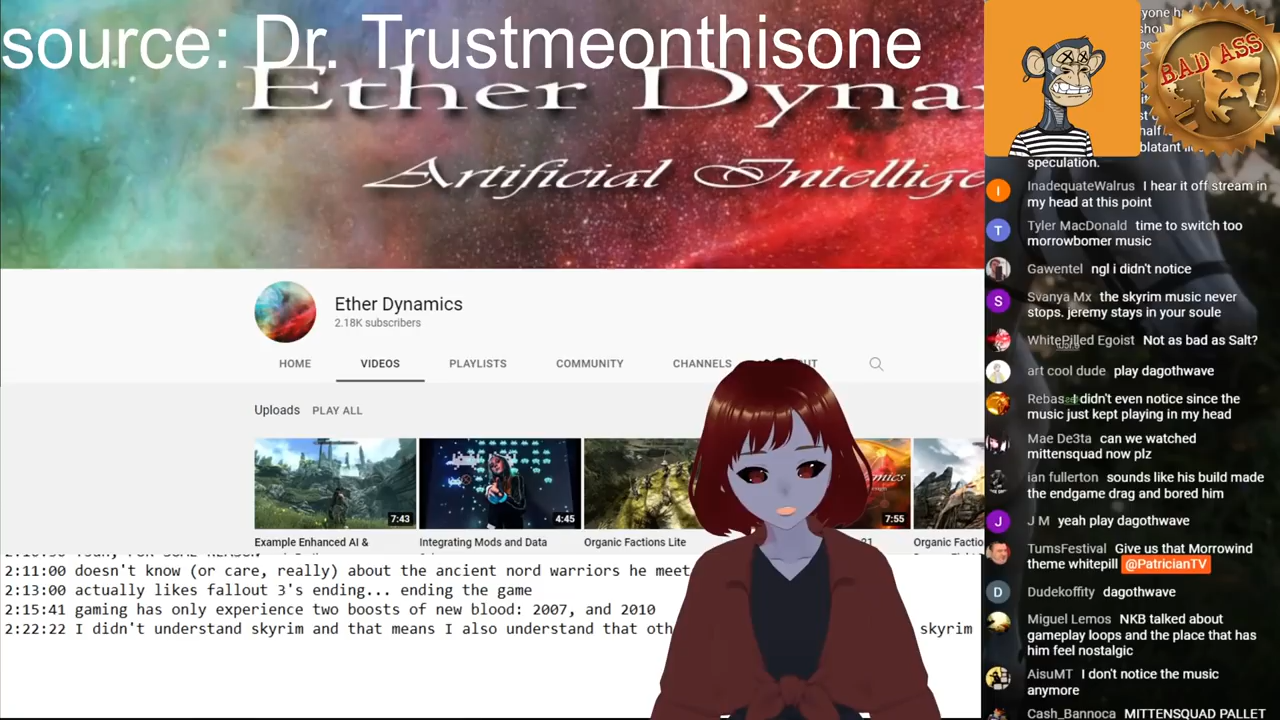 source: Dr. Trustmeonthisone
Ether Dyna
Artificial Intellige
Ether Dynamics
2.18K subscribers
HOME VIDEOS PLAYLISTS COMMUNITY CHANNELS
Uploads PLAY ALL
7:43
4:45
7:55
Example Enhanced AI &
Integrating Mods and Data
Organic Factions Lite
Organic Factio
2:11:00 doesn't know (or care, really) about the ancient nord warriors he meet
2:13:00 actually likes fallout 3's ending... ending the game
2:15:41 gaming has only experience two boosts of new blood: 2007, and 2010
2:22:22 I didn't understand skyrim and that means I also understand that oth
skyrim
BAD ASS
speculation.
InadequateWalrus I hear it off stream in
my head at this point
Tyler MacDonald time to switch too
morrowbomer music
Gawentel ngl i didn't notice
Svanya Mx the skyrim music never
stops. jeremy stays in your soule
WhitePilled Egoist Not as bad as Salt?
art cool dude play dagothwave
Rebas I didn't even notice since the
music just kept playing in my head
Mae De3ta can we watched
mittensquad now plz
ian fullerton sounds like his build made
the endgame drag and bored him
J M yeah play dagothwave
TumsFestival Give us that Morrowind
theme whitepill @PatricianTV
Dudekoffity dagothwave
Miguel Lemos NKB talked about
gameplay loops and the place that has
him feel nostalgic
AisuMT I don't notice the music
anymore
Cash_Bannoca MITTENSQUAD PALLET